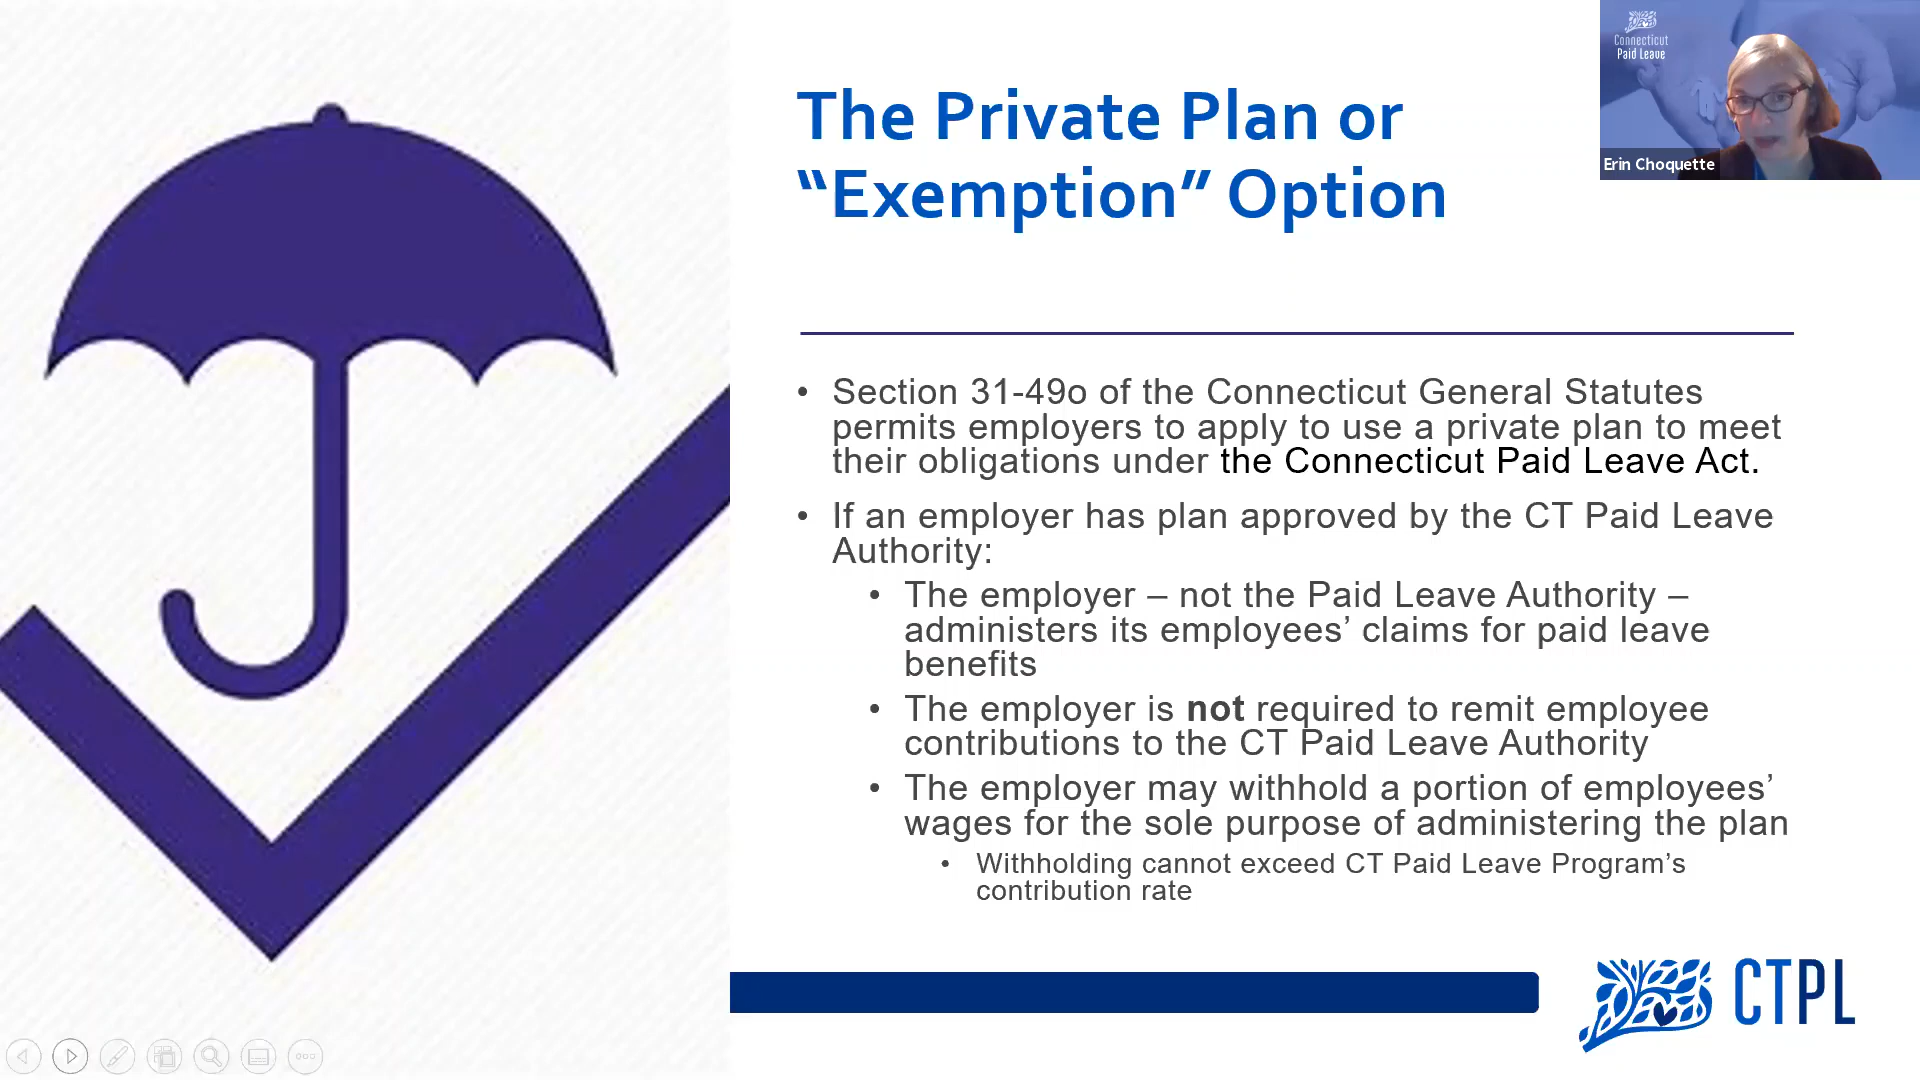 The Private Plan or
“Exemption” Option
Connecticut
Paid Leave
Erin Choquette
• Section 31-49o of the Connecticut General Statutes
permits employers to apply to use a private plan to meet
their obligations under the Connecticut Paid Leave Act.
• If an employer has plan approved by the CT Paid Leave
Authority:
• The employer – not the Paid Leave Authority –
administers its employees’ claims for paid leave
benefits
• The employer is not required to remit employee
contributions to the CT Paid Leave Authority
• The employer may withhold a portion of employees’
wages for the sole purpose of administering the plan
• Withholding cannot exceed CT Paid Leave Program’s
contribution rate
CTPL